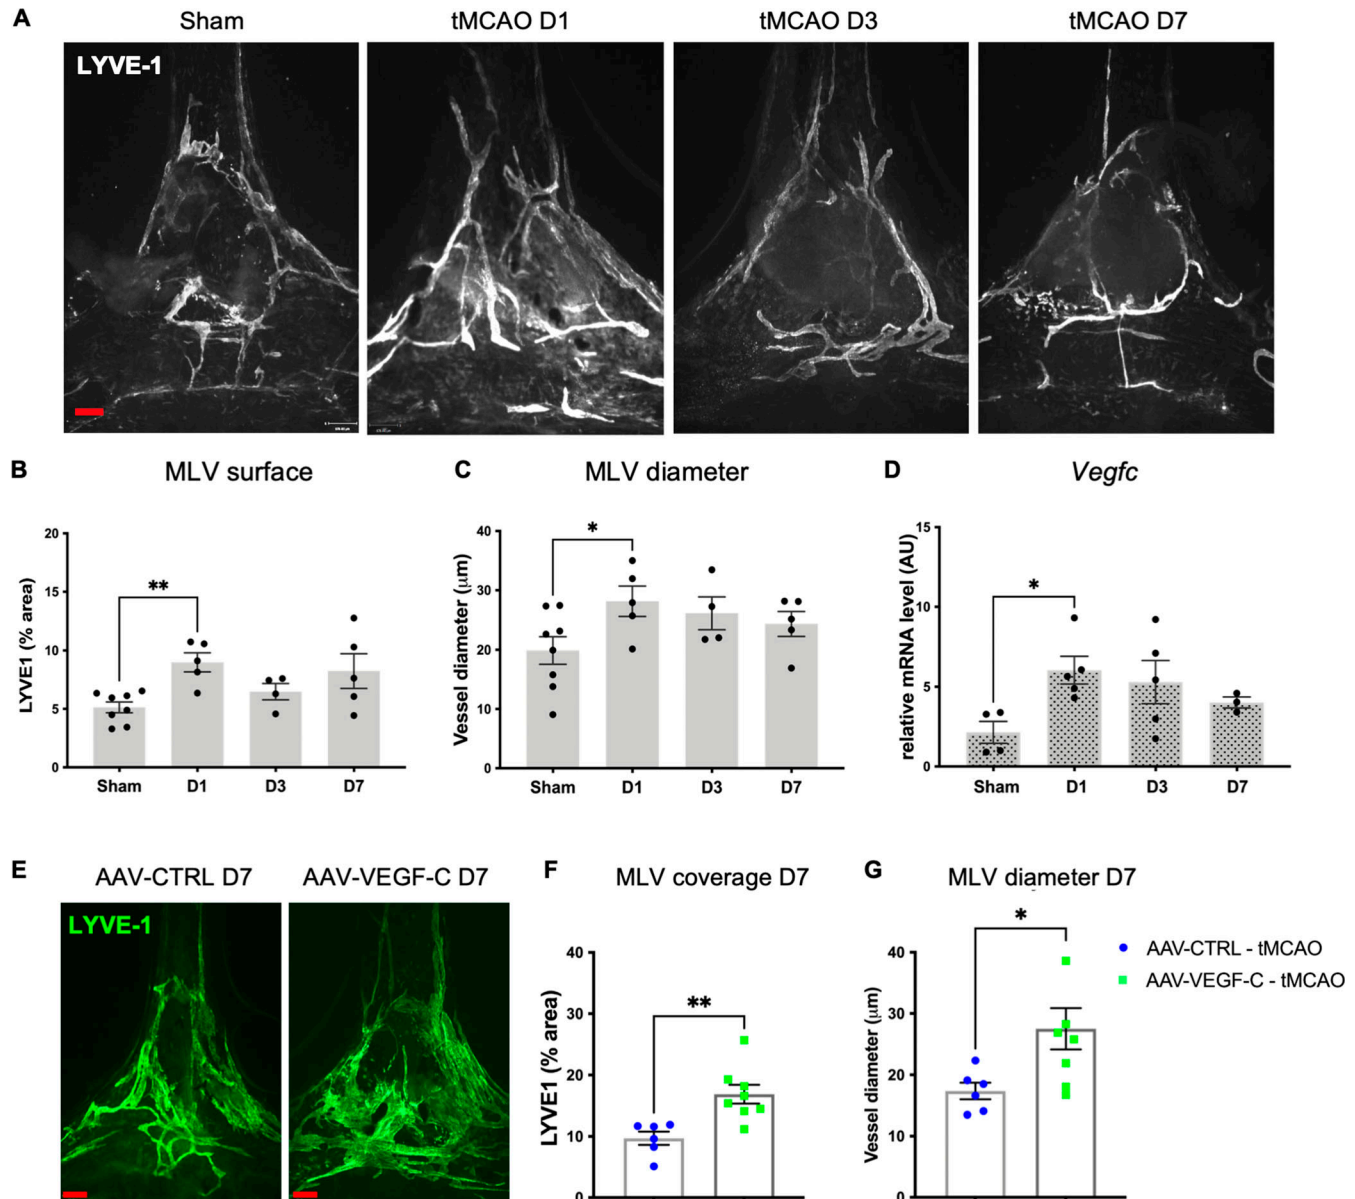 A
Sham
tMCAO D1
tMCAO D3
tMCAO D7
LYVE-1
B
MLV surface
LYVE1 (% area)
20
15
10
5
0
**
Sham
D1
D3
D7
C
MLV diameter
Vessel diameter (μm)
40
30
20
10
0
*
Sham
D1
D3
D7
D
Vegfc
relative mRNA level (AU)
15
10
5
0
*
Sham
D1
D3
D7
E
AAV-CTRL D7
AAV-VEGF-C D7
LYVE-1
F
MLV coverage D7
LYVE1 (% area)
40
30
20
10
0
**
G
MLV diameter D7
Vessel diameter (μm)
40
30
20
10
0
*
AAV-CTRL - tMCAO
AAV-VEGF-C - tMCAO